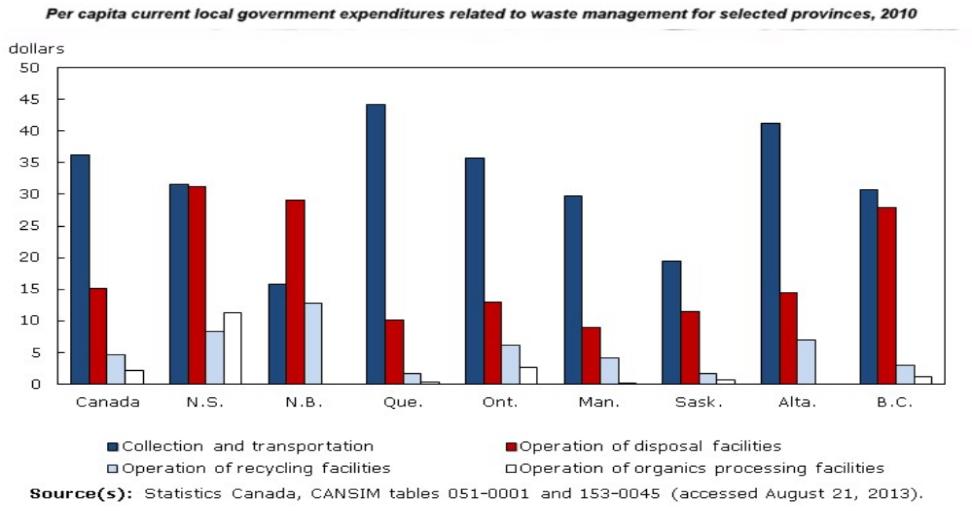 Per capita current local government expenditures related to waste management for selected provinces, 2010
dollars
50
45
40
35
30
25
20
15
10
5
0
Canada N.S. N.B. Que. Ont. Man. Sask. Alta. B.C.
Collection and transportation Operation of disposal facilities
Operation of recycling facilities Operation of organics processing facilities
Source(s): Statistics Canada, CANSIM tables 051-0001 and 153-0045 (accessed August 21, 2013).